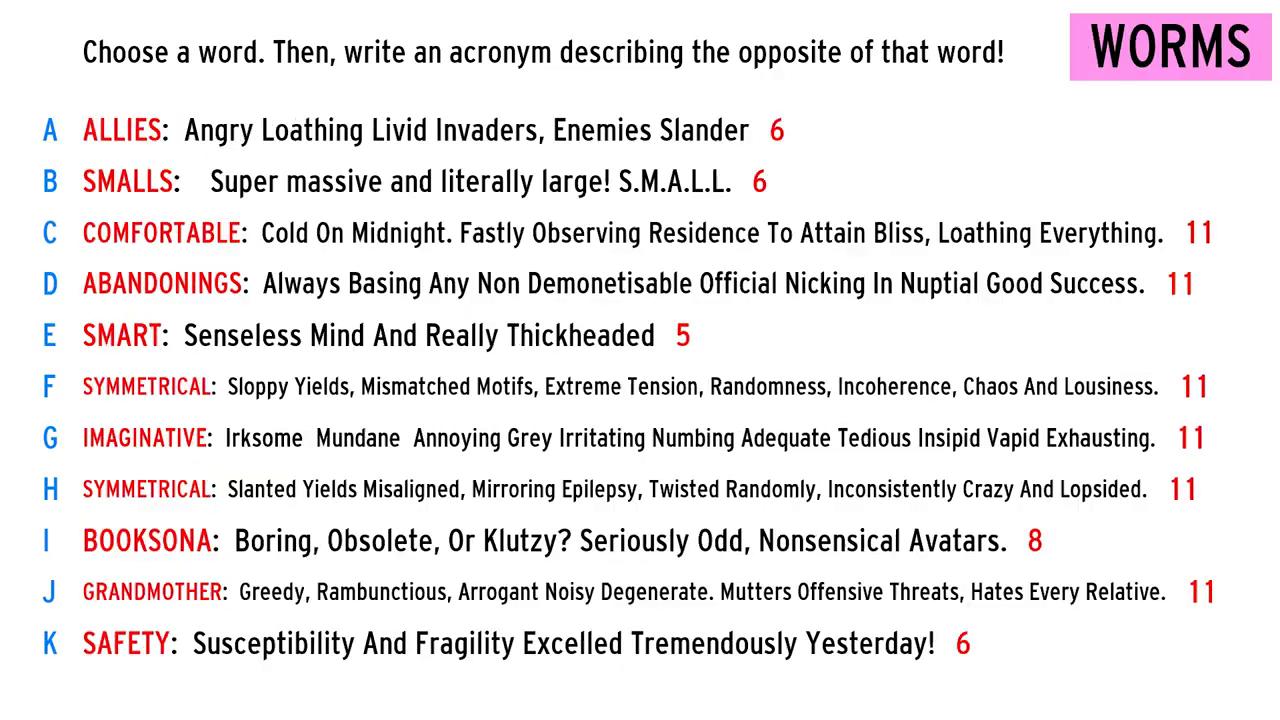 Choose a word. Then, write an acronym describing the opposite of that word!
WORMS
A ALLIES: Angry Loathing Livid Invaders, Enemies Slander 6
B SMALLS: Super massive and literally large! S.M.A.L.L. 6
C COMFORTABLE: Cold On Midnight. Fastly Observing Residence To Attain Bliss, Loathing Everything. 11
D ABANDONINGS: Always Basing Any Non Demonetisable Official Nicking In Nuptial Good Success. 11
E SMART: Senseless Mind And Really Thickheaded 5
F SYMMETRICAL: Sloppy Yields, Mismatched Motifs, Extreme Tension, Randomness, Incoherence, Chaos And Lousiness. 11
G IMAGINATIVE: Irksome Mundane Annoying Grey Irritating Numbing Adequate Tedious Insipid Vapid Exhausting. 11
H SYMMETRICAL: Slanted Yields Misaligned, Mirroring Epilepsy, Twisted Randomly, Inconsistently Crazy And Lopsided. 11
I BOOKSONA: Boring, Obsolete, Or Klutzy? Seriously Odd, Nonsensical Avatars. 8
J GRANDMOTHER: Greedy, Rambunctious, Arrogant Noisy Degenerate. Mutters Offensive Threats, Hates Every Relative. 11
K SAFETY: Susceptibility And Fragility Excelled Tremendously Yesterday! 6